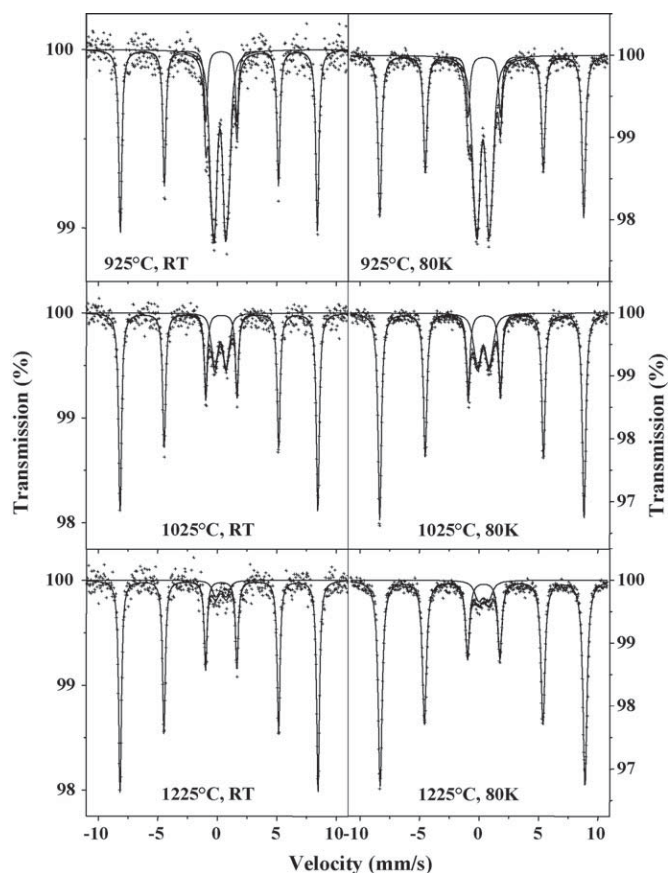 100
99
925°C, RT
100
99
98
97
925°C, 80K
100
99
98
1025°C, RT
100
99
98
97
1025°C, 80K
100
99
98
1225°C, RT
100
99
98
97
1225°C, 80K
Transmission (%)
Transmission (%)
-10 -5 0 5 10 -10 -5 0 5 10
Velocity (mm/s)